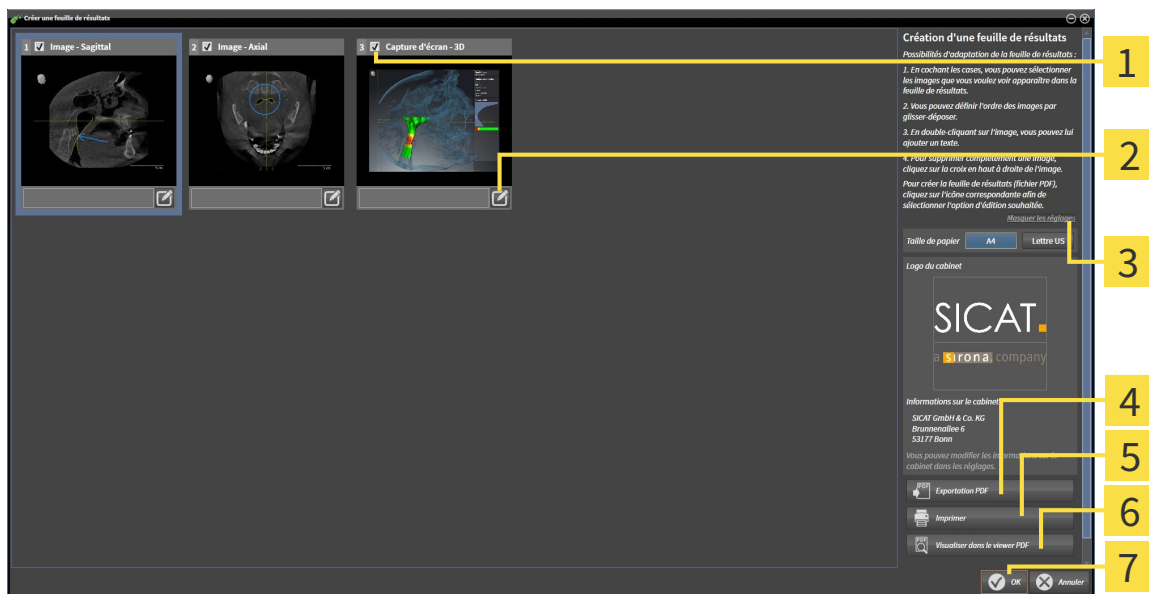 Créer une feuille de résultats
1 Image - Sagittal
2 Image - Axial
3 Capture d'écran - 3D
5 cm
5 cm
Création d'une feuille de résultats
Possibilités d'adaptation de la feuille de résultats :
1. En cochant les cases, vous pouvez sélectionner
les images que vous voulez voir apparaître dans la
feuille de résultats.
2. Vous pouvez définir l'ordre des images par
glisser-déposer.
3. En double-cliquant sur l'image, vous pouvez lui
ajouter un texte.
4. Pour supprimer complètement une image,
cliquez sur la croix en haut à droite de l'image.
Pour créer la feuille de résultats (fichier PDF),
cliquez sur l'icône correspondante afin de
sélectionner l'option d'édition souhaitée.
Masquer les réglages
Taille de papier A4 Lettre US
Logo du cabinet
SICAT.
a sirona. company
Informations sur le cabinet
SICAT GmbH & Co. KG
Brunnenallee 6
53177 Bonn
Vous pouvez modifier les informations sur le
cabinet dans les réglages.
PDF Exportation PDF
Imprimer
PDF Visualiser dans le viewer PDF
OK Annuler
1
2
3
4
5
6
7